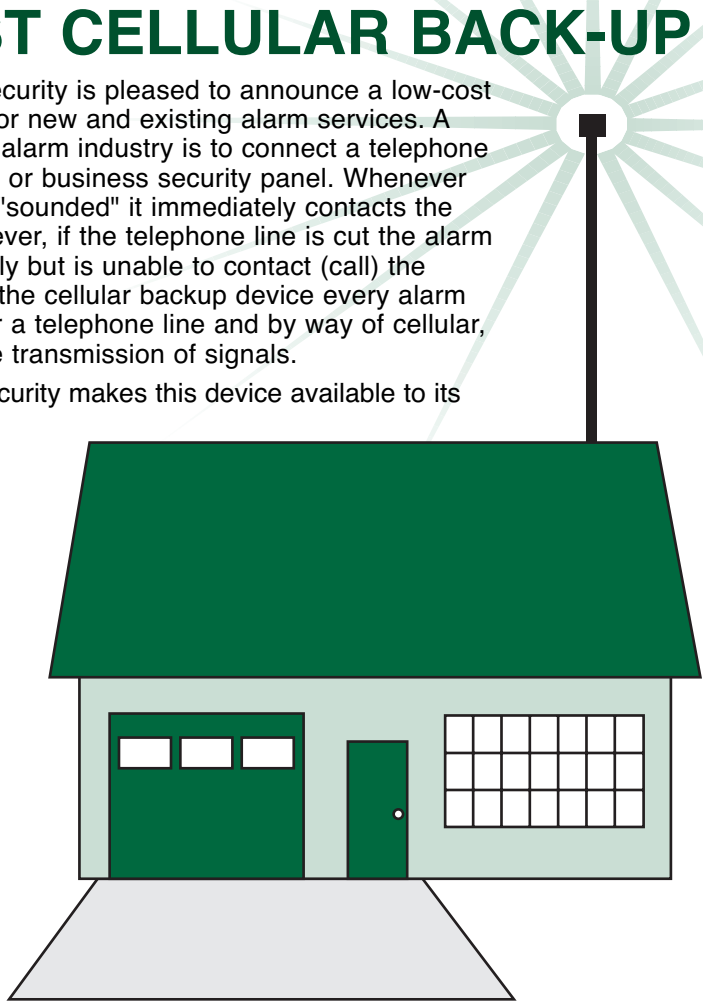 ST CELLULAR BACK-UP
ecurity is pleased to announce a low-cost
or new and existing alarm services. A
alarm industry is to connect a telephone
or business security panel. Whenever
"sounded" it immediately contacts the
ever, if the telephone line is cut the alarm
ly but is unable to contact (call) the
the cellular backup device every alarm
r a telephone line and by way of cellular,
e transmission of signals.
ecurity makes this device available to its